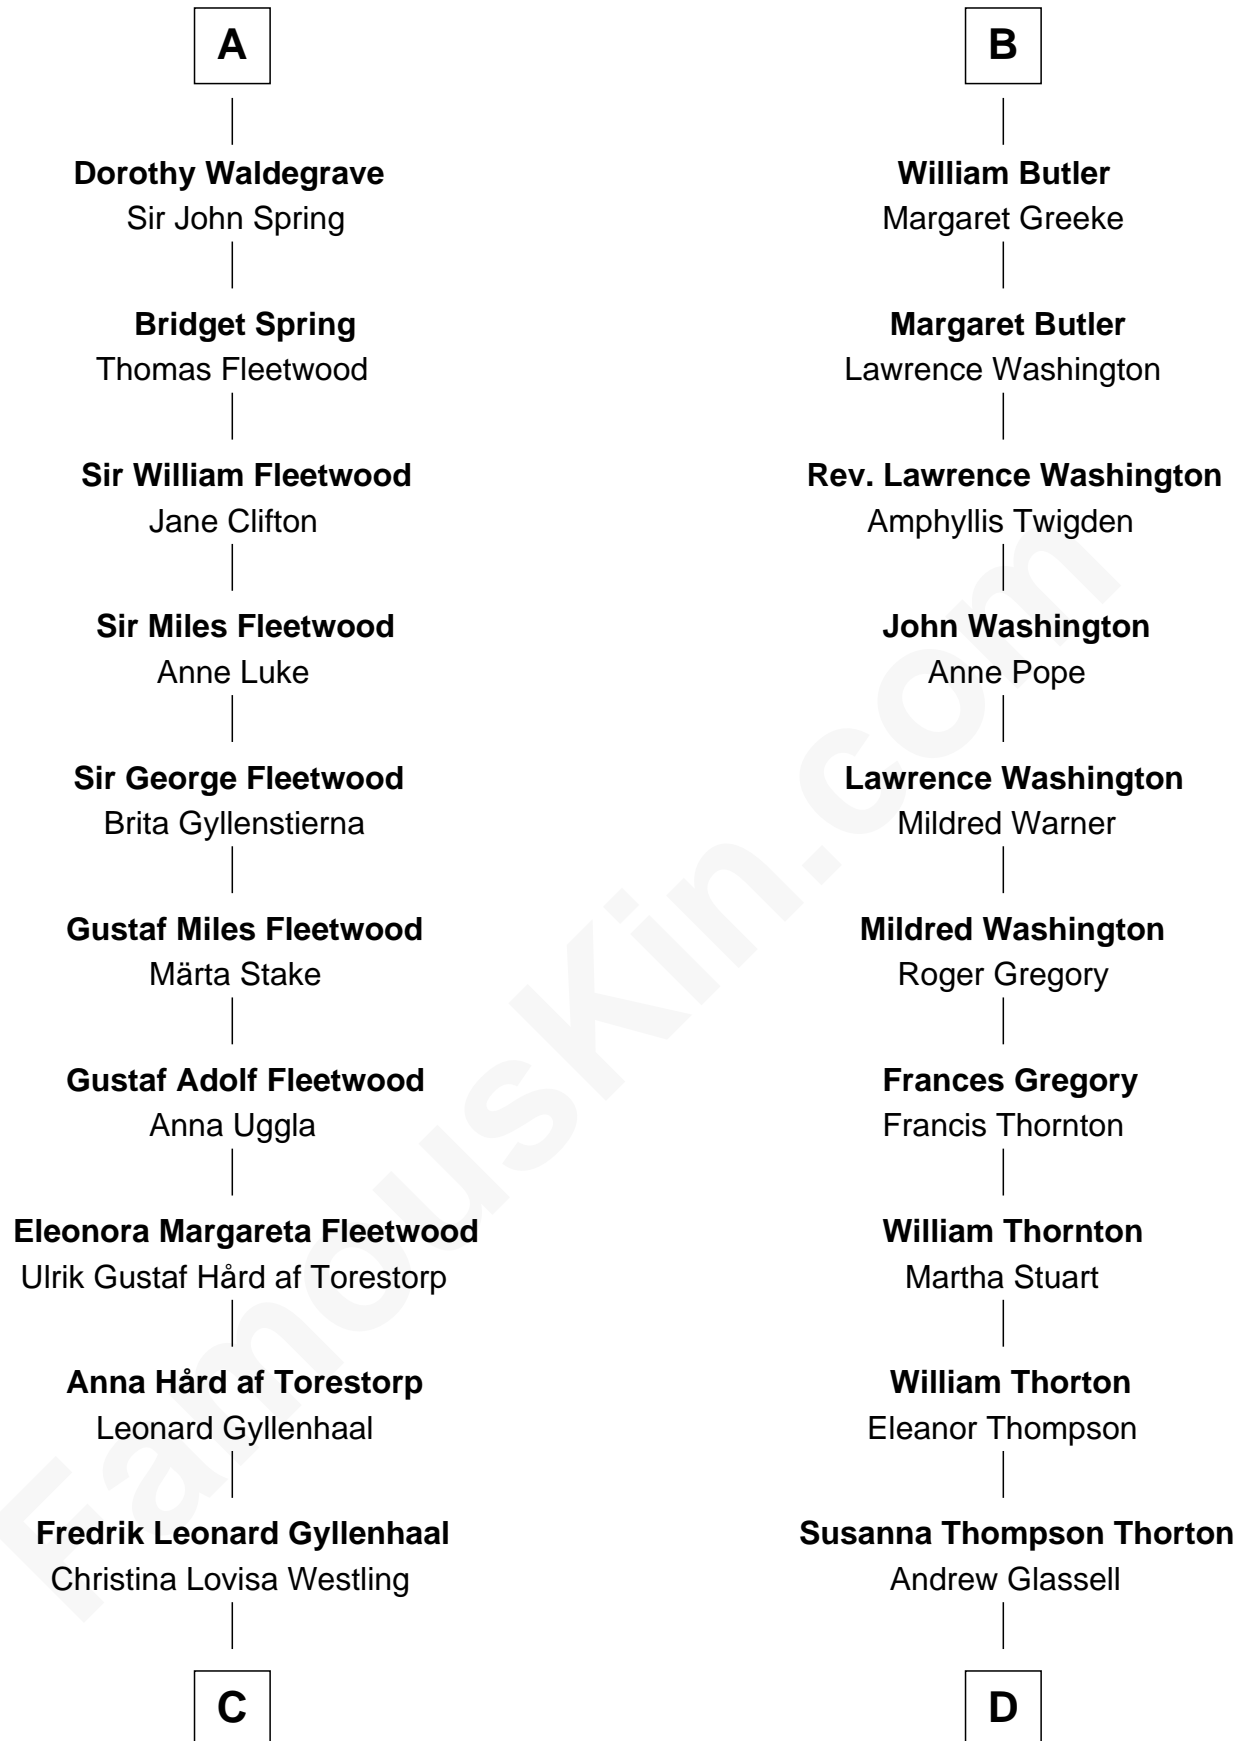 A
Dorothy Waldegrave
Sir John Spring
Bridget Spring
Thomas Fleetwood
Sir William Fleetwood
Jane Clifton
Sir Miles Fleetwood
Anne Luke
Sir George Fleetwood
Brita Gyllenstierna
Gustaf Miles Fleetwood
Märta Stake
Gustaf Adolf Fleetwood
Anna Uggla
Eleonora Margareta Fleetwood
Ulrik Gustaf Hård af Torestorp
Anna Hård af Torestorp
Leonard Gyllenhaal
Fredrik Leonard Gyllenhaal
Christina Lovisa Westling
C
B
William Butler
Margaret Greeke
Margaret Butler
Lawrence Washington
Rev. Lawrence Washington
Amphyllis Twigden
John Washington
Anne Pope
Lawrence Washington
Mildred Warner
Mildred Washington
Roger Gregory
Frances Gregory
Francis Thornton
William Thornton
Martha Stuart
William Thorton
Eleanor Thompson
Susanna Thompson Thorton
Andrew Glassell
D
FamousKin.com